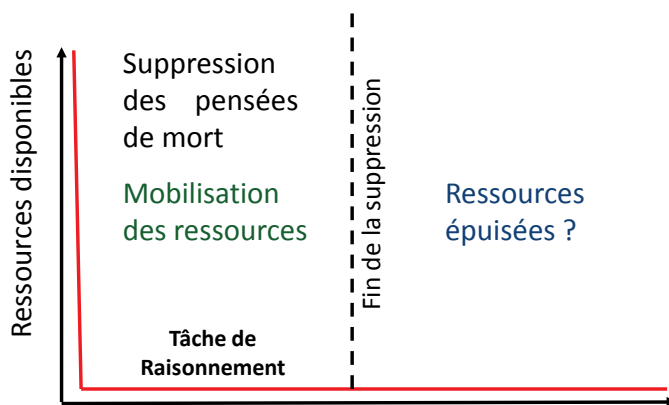 Ressources disponibles
Suppression
des pensées
de mort
Mobilisation
des ressources
Tâche de
Raisonnement
Fin de la suppression
Ressources
épuisées ?